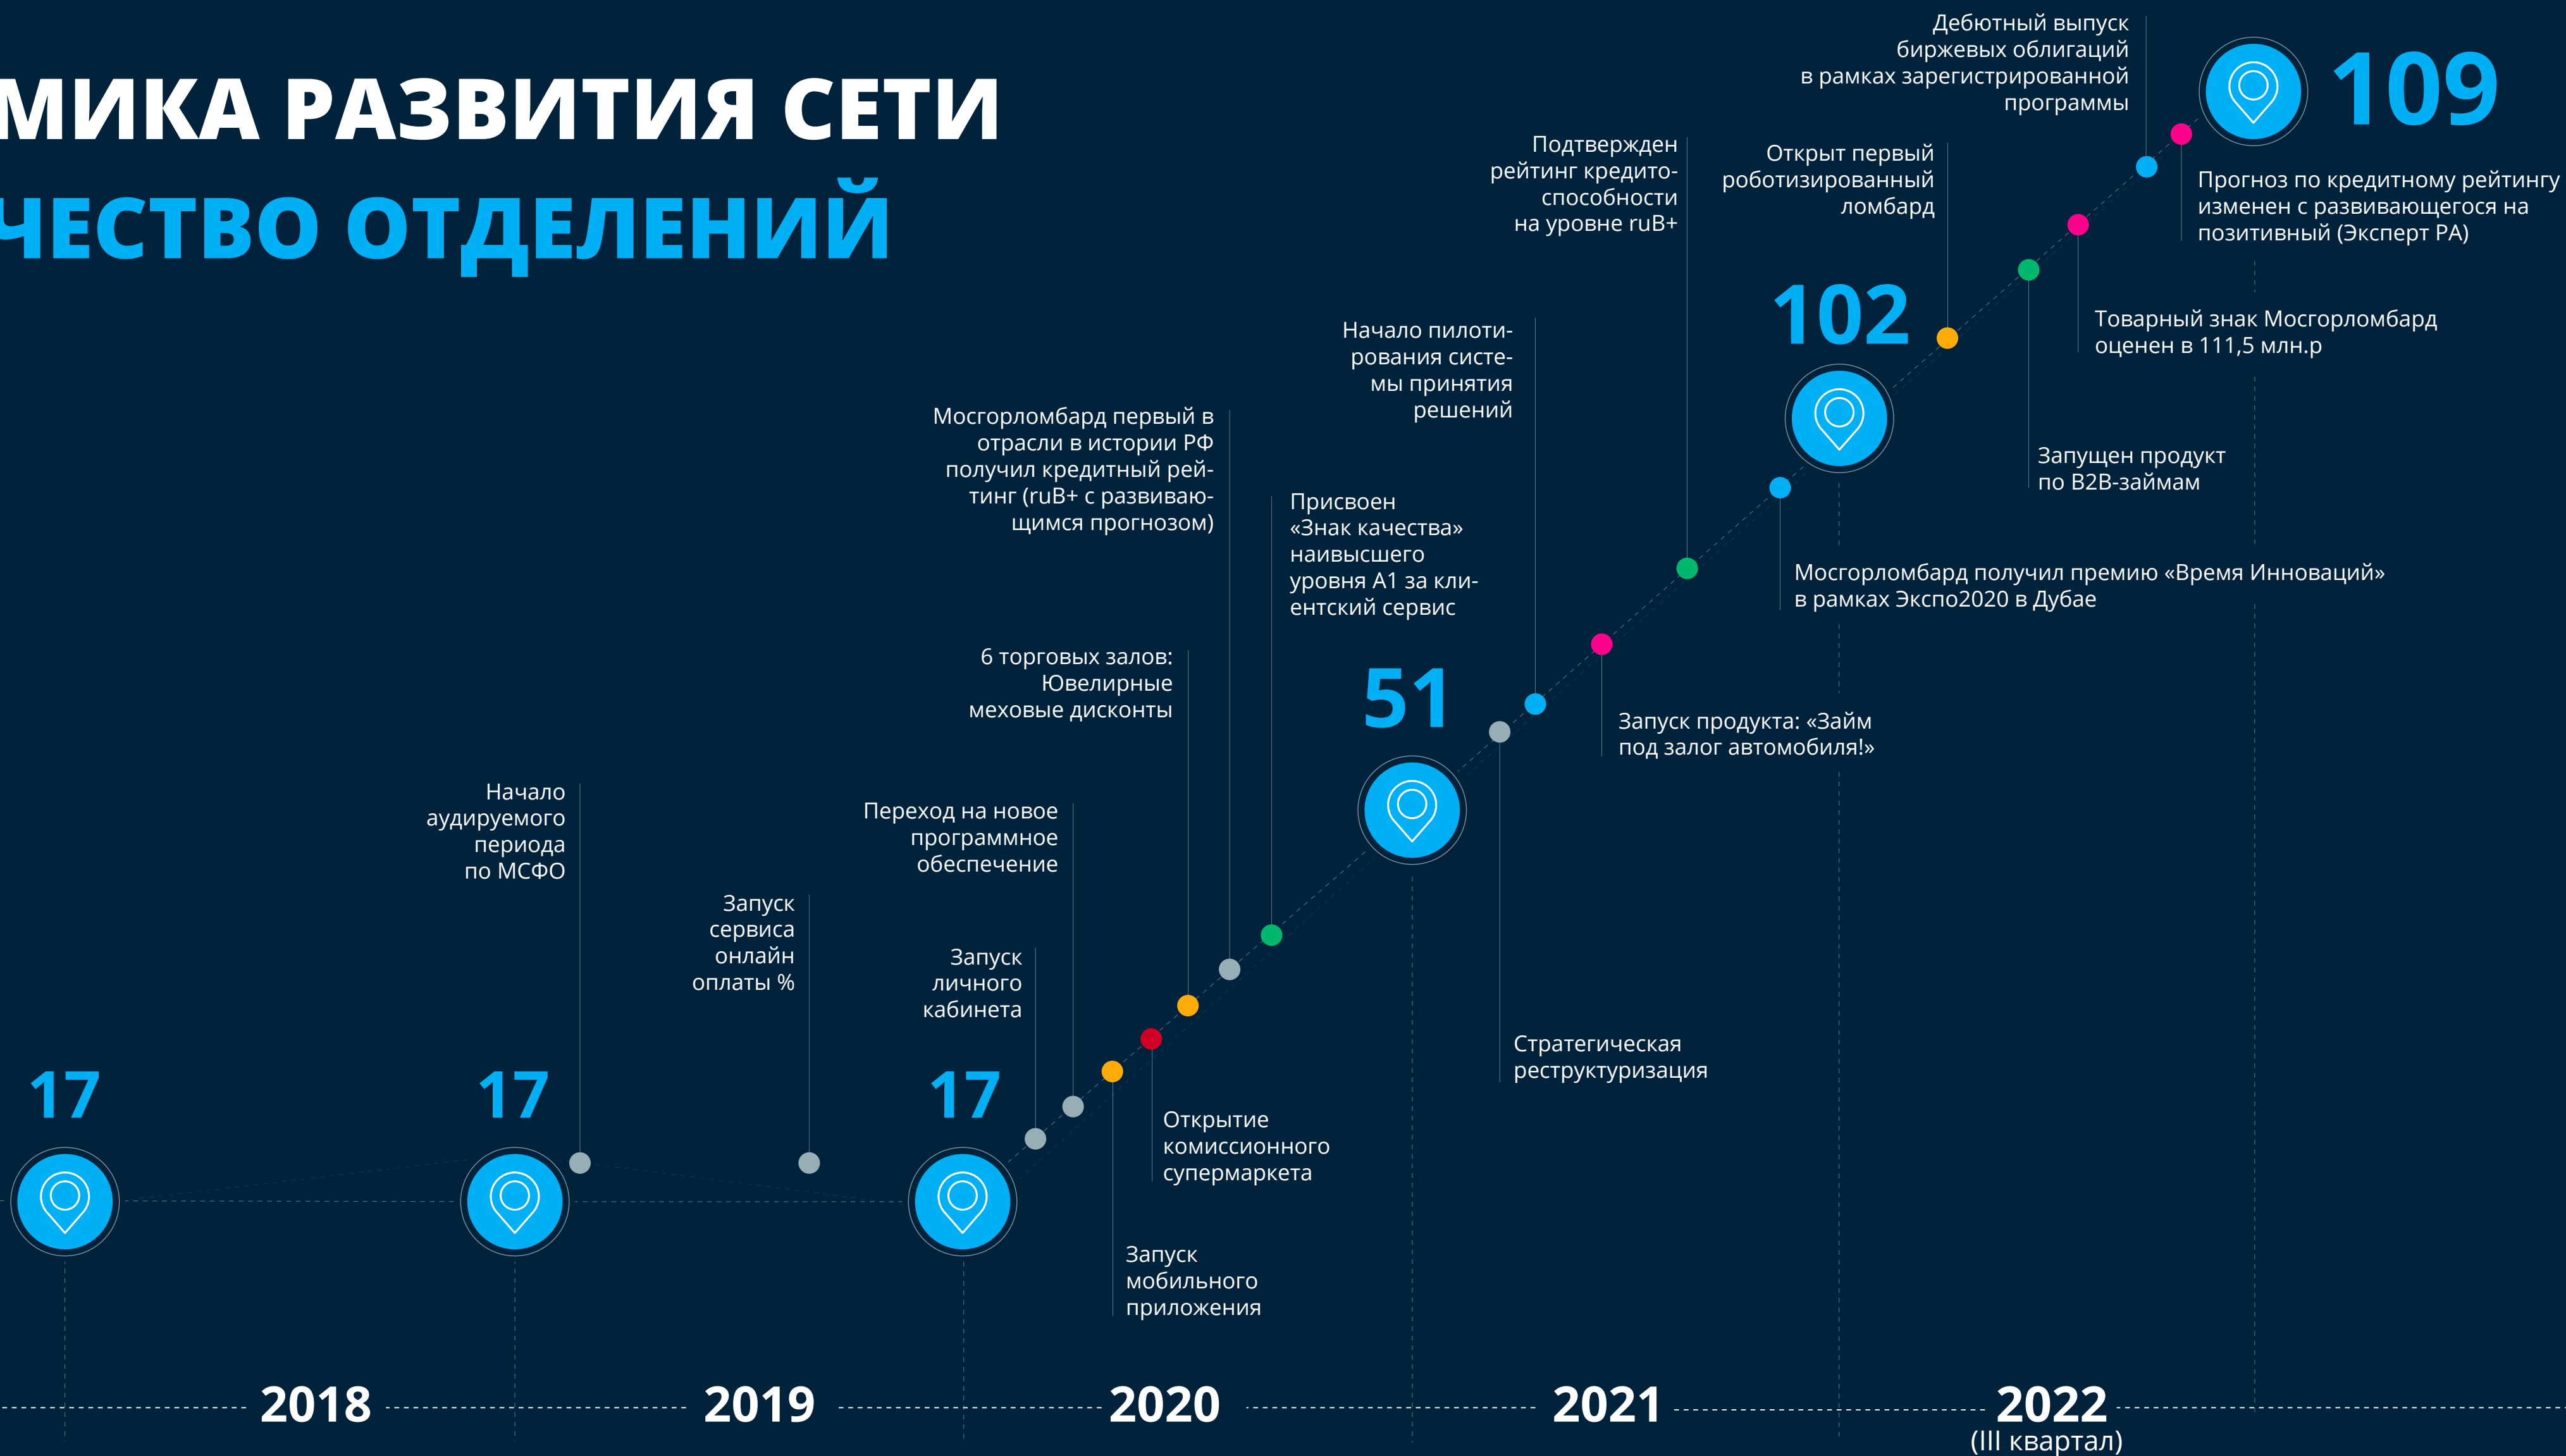 МИКА РАЗВИТИЯ СЕТИ
ЧЕСТВО ОТДЕЛЕНИЙ
17
17
Начало
аудируемого
периода
по МСФО
Запуск
сервиса
онлайн
оплаты %
17
Запуск
личного
кабинета
Переход на новое
программное
обеспечение
Запуск
мобильного
приложения
Открытие
комиссионного
супермаркета
6 торговых залов:
Ювелирные
меховые дисконты
Мосгорломбард первый в
отрасли в истории РФ
получил кредитный рей-
тинг (ruB+ с развиваю-
щимся прогнозом)
Присвоен
«Знак качества»
наивысшего
уровня А1 за кли-
ентский сервис
51
Стратегическая
реструктуризация
Начало пилоти-
рования систе-
мы принятия
решений
Запуск продукта: «Займ
под залог автомобиля!»
Подтвержден
рейтинг кредито-
способности
на уровне ruB+
Мосгорломбард получил премию «Время Инноваций»
в рамках Экспо2020 в Дубае
102
Открыт первый
роботизированный
ломбард
Запущен продукт
по B2B-займам
Товарный знак Мосгорломбард
оценен в 111,5 млн.р
Дебютный выпуск
биржевых облигаций
в рамках зарегистрированной
программы
Прогноз по кредитному рейтингу
изменен с развивающегося на
позитивный (Эксперт РА)
109
2018
2019
2020
2021
2022
(III квартал)